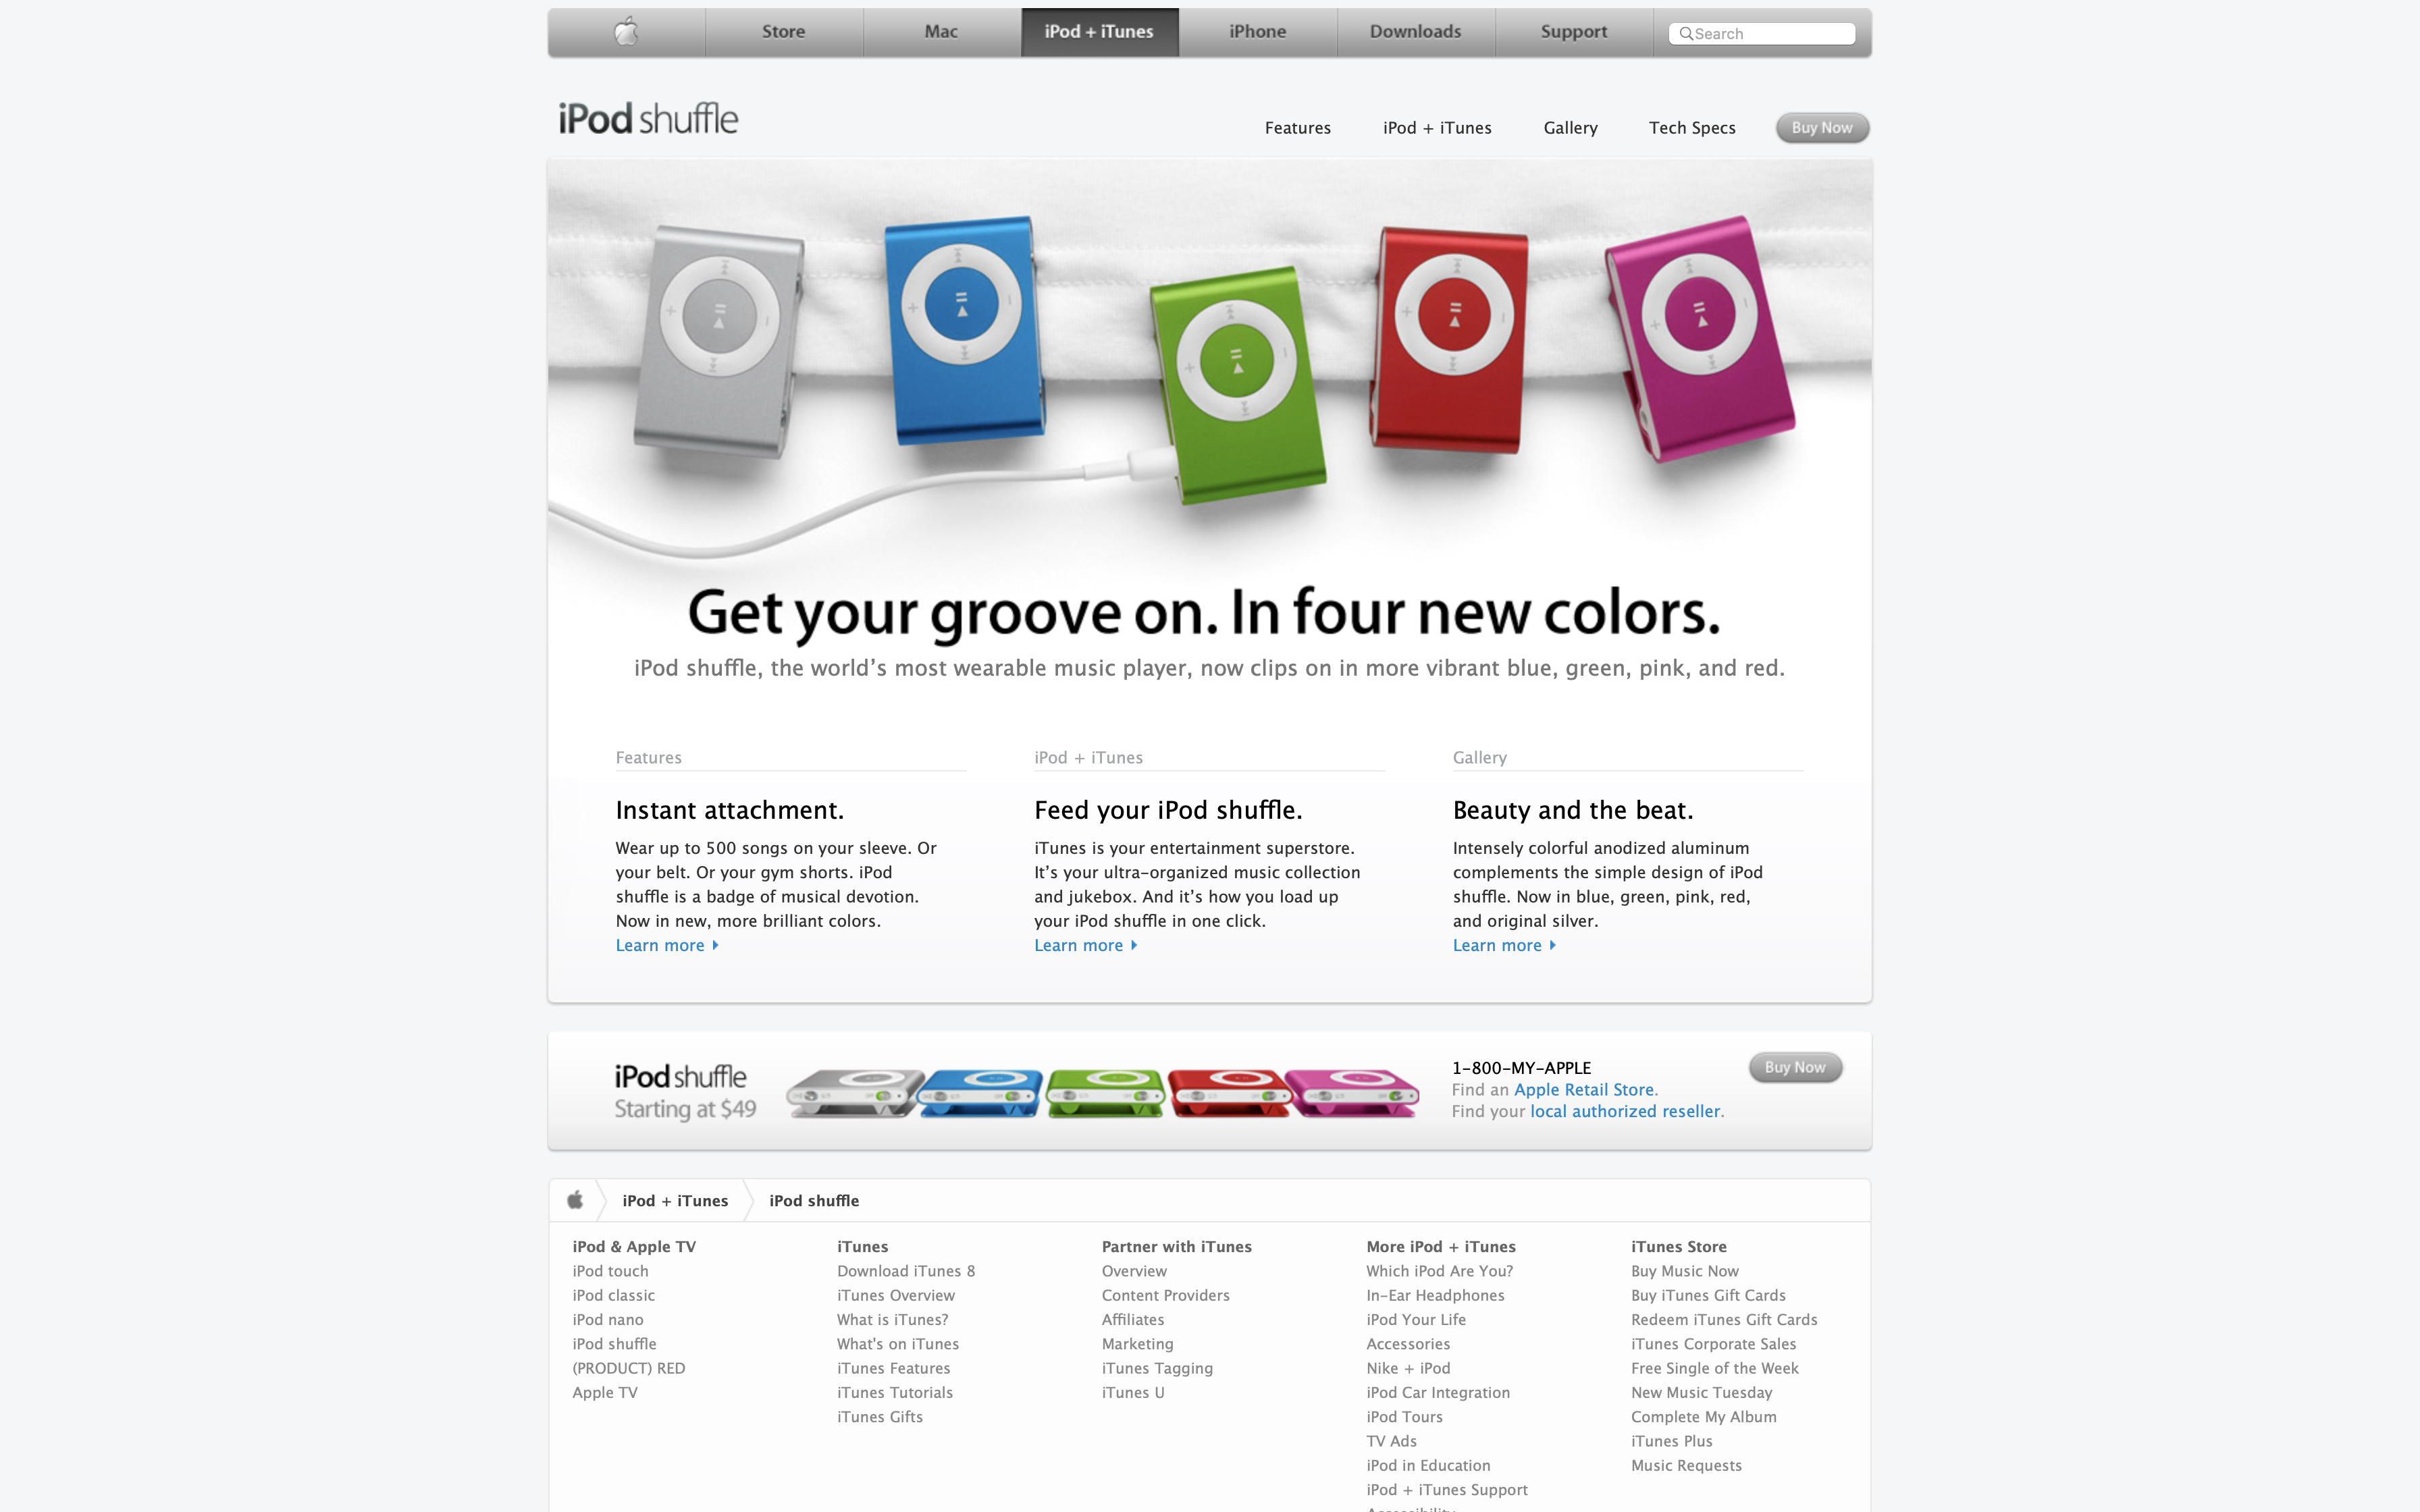 Store
Mac
iPod + iTunes
iPhone
Downloads
Support
Search
iPod shuffle
Features
iPod + iTunes
Gallery
Tech Specs
Buy Now
Get your groove on. In four new colors.
iPod shuffle, the world’s most wearable music player, now clips on in more vibrant blue, green, pink, and red.
Features
Instant attachment.
Wear up to 500 songs on your sleeve. Or
your belt. Or your gym shorts. iPod
shuffle is a badge of musical devotion.
Now in new, more brilliant colors.
Learn more
iPod + iTunes
Feed your iPod shuffle.
iTunes is your entertainment superstore.
It’s your ultra-organized music collection
and jukebox. And it’s how you load up
your iPod shuffle in one click.
Learn more
Gallery
Beauty and the beat.
Intensely colorful anodized aluminum
complements the simple design of iPod
shuffle. Now in blue, green, pink, red,
and original silver.
Learn more
iPod shuffle
Starting at $49
1-800-MY-APPLE
Find an Apple Retail Store.
Find your local authorized reseller.
Buy Now
iPod + iTunes
iPod shuffle
iPod & Apple TV
iPod touch
iPod classic
iPod nano
iPod shuffle
(PRODUCT) RED
Apple TV
iTunes
Download iTunes 8
iTunes Overview
What is iTunes?
What's on iTunes
iTunes Features
iTunes Tutorials
iTunes Gifts
Partner with iTunes
Overview
Content Providers
Affiliates
Marketing
iTunes Tagging
iTunes U
More iPod + iTunes
Which iPod Are You?
In-Ear Headphones
iPod Your Life
Accessories
Nike + iPod
iPod Car Integration
iPod Tours
TV Ads
iPod in Education
iPod + iTunes Support
iTunes Store
Buy Music Now
Buy iTunes Gift Cards
Redeem iTunes Gift Cards
iTunes Corporate Sales
Free Single of the Week
New Music Tuesday
Complete My Album
iTunes Plus
Music Requests